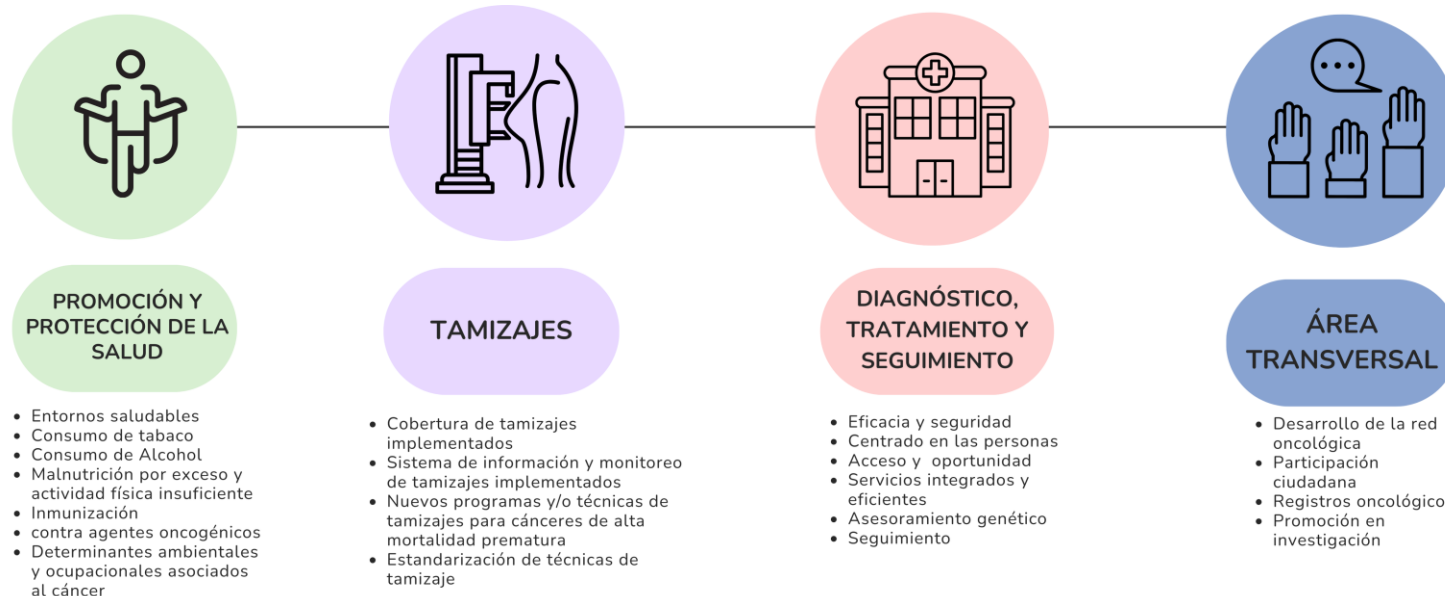 PROMOCIÓN Y
PROTECCIÓN DE LA
SALUD
• Entornos saludables
• Consumo de tabaco
• Consumo de Alcohol
• Malnutrición por exceso y
actividad física insuficiente
• Inmunización
• contra agentes oncogénicos
• Determinantes ambientales
y ocupacionales asociados
al cáncer
TAMIZAJES
• Cobertura de tamizajes
implementados
• Sistema de información y monitoreo
de tamizajes implementados
• Nuevos programas y/o técnicas de
tamizajes para cánceres de alta
mortalidad prematura
• Estandarización de técnicas de
tamizaje
DIAGNÓSTICO,
TRATAMIENTO Y
SEGUIMIENTO
• Eficacia y seguridad
• Centrado en las personas
• Acceso y oportunidad
• Servicios integrados y
eficientes
• Asesoramiento genético
• Seguimiento
ÁREA
TRANSVERSAL
• Desarrollo de la red
oncológica
• Participación
ciudadana
• Registros oncológico
• Promoción en
investigación